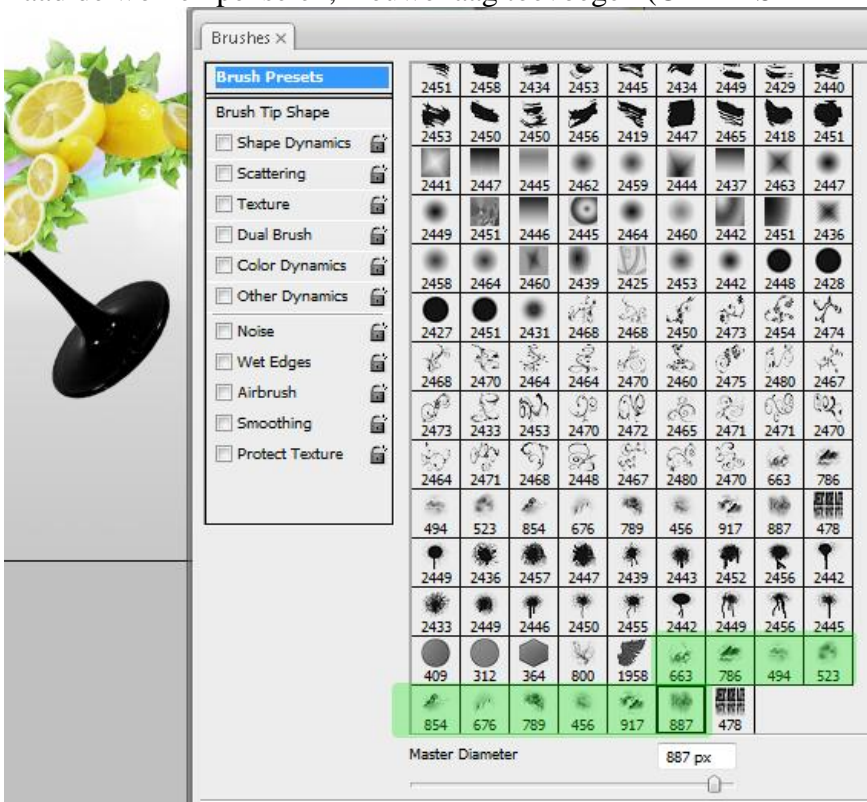 Brushes ×
Brush Presets
Brush Tip Shape
Shape Dynamics
Scattering
Texture
Dual Brush
Color Dynamics
Other Dynamics
Noise
Wet Edges
Airbrush
Smoothing
Protect Texture
2451 2458 2434 2453 2445 2434 2449 2429 2440
2453 2450 2450 2456 2419 2447 2465 2418 2451
2441 2447 2445 2462 2459 2444 2437 2463 2447
2449 2451 2446 2445 2464 2460 2442 2451 2436
2458 2464 2460 2439 2425 2453 2442 2448 2428
2427 2451 2431 2468 2468 2450 2473 2454 2474
2468 2470 2464 2464 2470 2460 2475 2480 2467
2473 2433 2453 2470 2472 2465 2471 2471 2470
2464 2471 2468 2448 2467 2480 2470 663 786
494 523 854 676 789 456 917 887 478
2449 2436 2457 2447 2439 2443 2452 2456 2442
2433 2449 2446 2450 2455 2442 2449 2456 2445
409 312 364 800 1958 663 786 494 523
854 676 789 456 917 887 478
Master Diameter 887 px